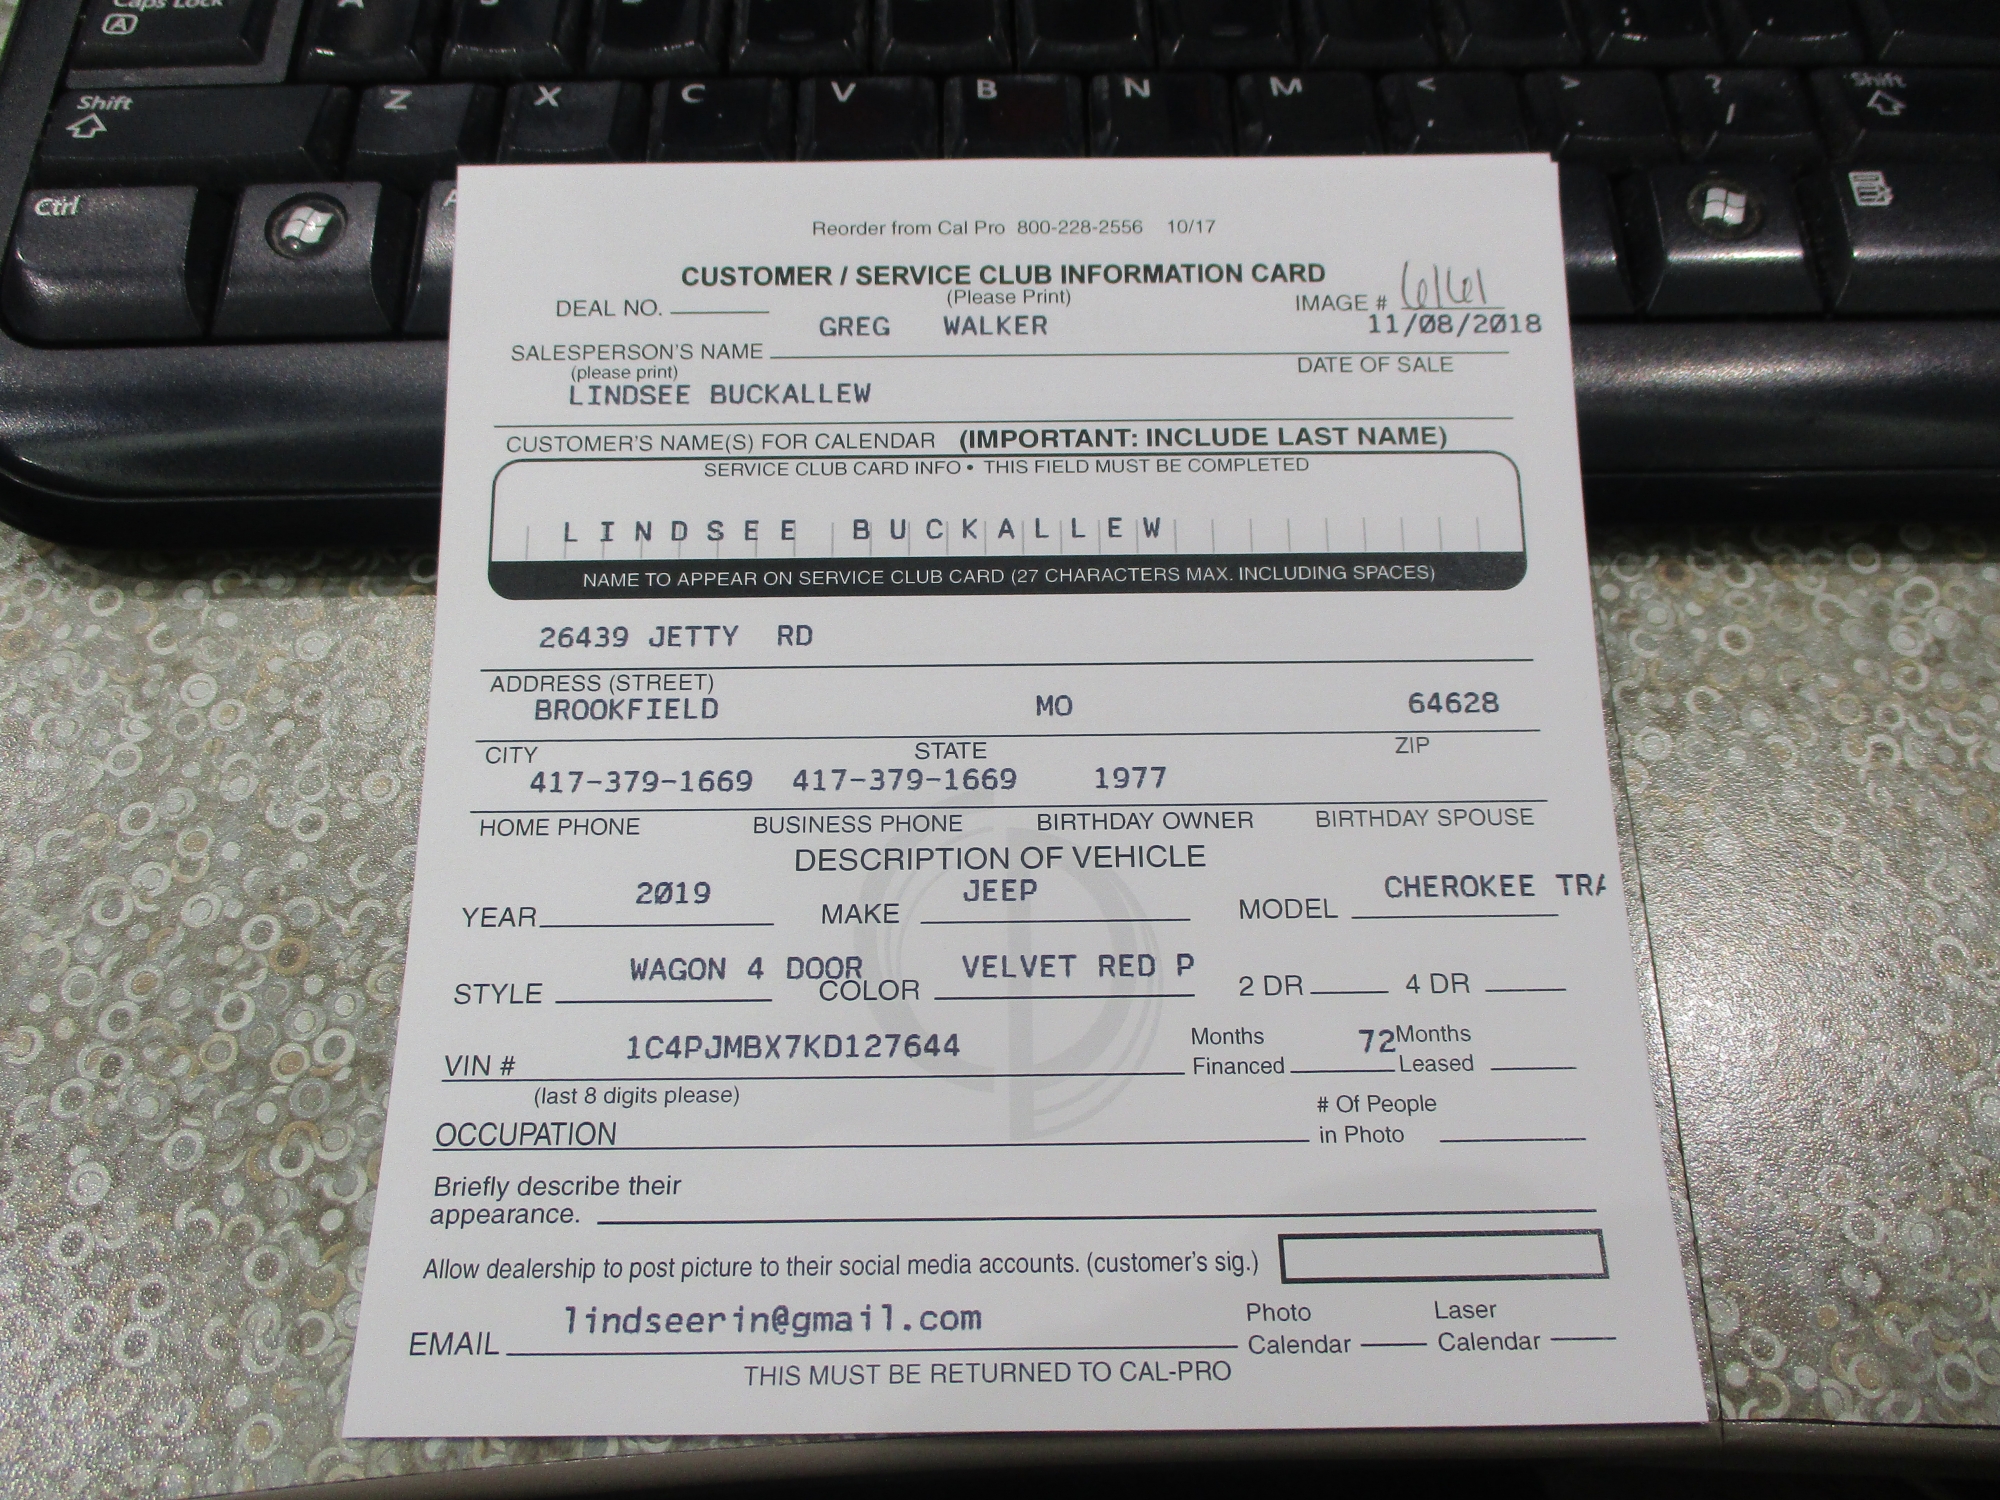 Caps Lock
A
Shift
Z X C V B N M < > ? /
Shift
Ctrl
Reorder from Cal Pro 800-228-2556 10/17
CUSTOMER / SERVICE CLUB INFORMATION CARD
(Please Print)
DEAL NO.
IMAGE #
GREG WALKER
11/08/2018
SALESPERSON'S NAME
DATE OF SALE
(please print)
LINDSEE BUCKALLEW
CUSTOMER'S NAME(S) FOR CALENDAR (IMPORTANT: INCLUDE LAST NAME)
SERVICE CLUB CARD INFO • THIS FIELD MUST BE COMPLETED
LINDSEE BUCKALLEW
NAME TO APPEAR ON SERVICE CLUB CARD (27 CHARACTERS MAX. INCLUDING SPACES)
26439 JETTY RD
ADDRESS (STREET)
BROOKFIELD MO 64628
CITY STATE ZIP
417-379-1669 417-379-1669 1977
HOME PHONE BUSINESS PHONE BIRTHDAY OWNER BIRTHDAY SPOUSE
DESCRIPTION OF VEHICLE
2019 JEEP CHEROKEE TRA
YEAR MAKE MODEL
WAGON 4 DOOR VELVET RED P
STYLE COLOR 2 DR 4 DR
1C4PJMBX7KD127644 Months 72 Months
VIN # Financed Leased
(last 8 digits please)
# Of People
OCCUPATION in Photo
Briefly describe their
appearance.
Allow dealership to post picture to their social media accounts. (customer's sig.)
lindseerin@gmail.com Photo Laser
EMAIL Calendar Calendar
THIS MUST BE RETURNED TO CAL-PRO